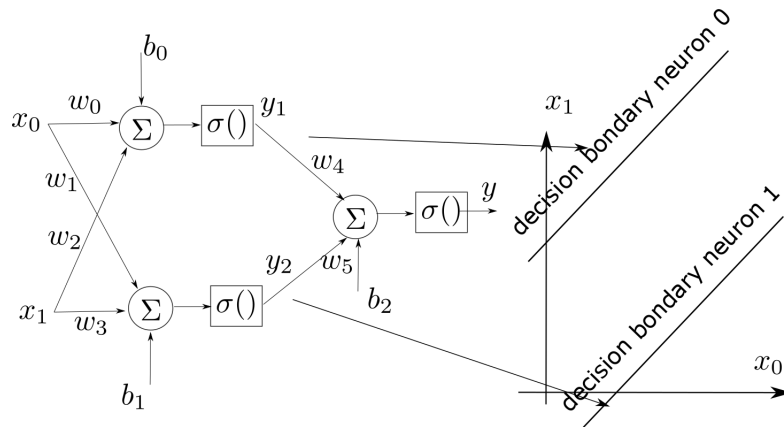 b₀
w₀
x₀
Σ
σ()
y₁
w₁
w₄
w₂
Σ
σ()
y
w₅
y₂
b₂
x₁
w₃
Σ
σ()
b₁
x₁
decision bondary neuron 0
decision bondary neuron 1
x₀